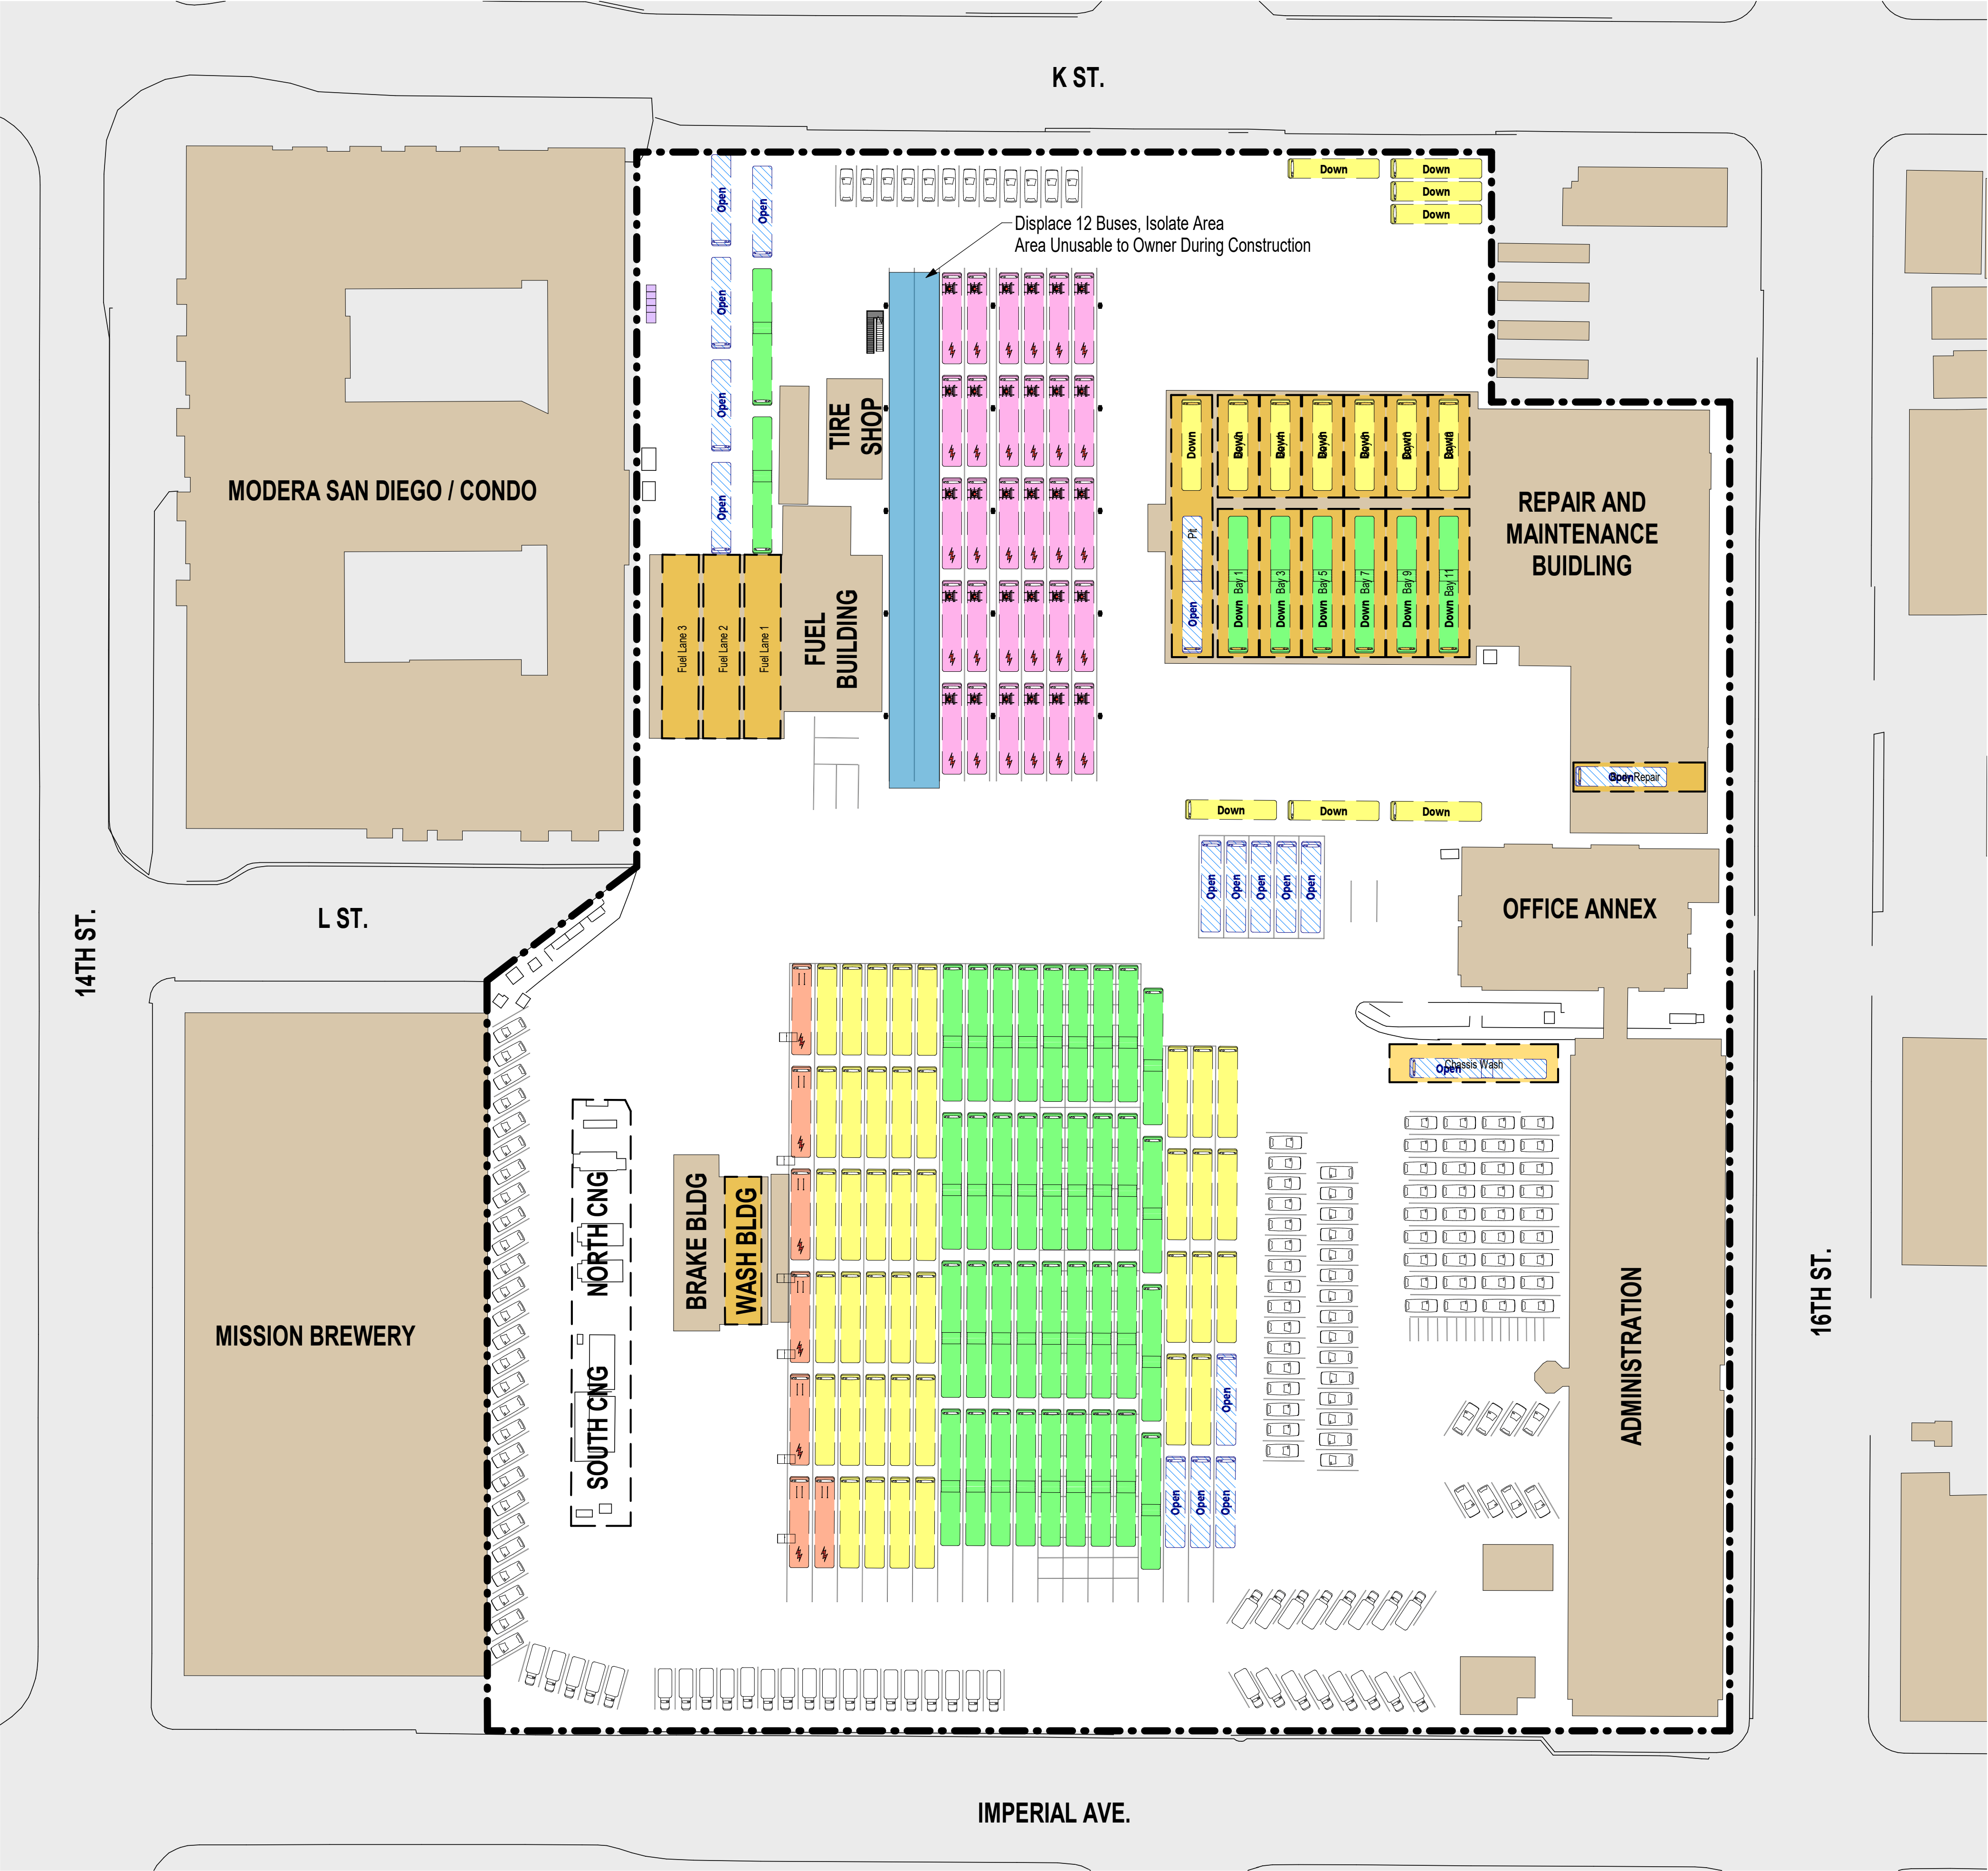 K ST.
Down
Down
Down
Down
Open
Open
Displace 12 Buses, Isolate Area
Area Unusable to Owner During Construction
Open
Open
Open
TIRE
SHOP
MODERA SAN DIEGO / CONDO
Down
REPAIR AND
MAINTENANCE
BUIDLING
Pit
Open
Down Bay 1
Down Bay 3
Down Bay 5
Down Bay 7
Down Bay 9
Down Bay 11
FUEL
BUILDING
Fuel Lane 3
Fuel Lane 2
Fuel Lane 1
Open
Repair
Down
Down
Down
Open
Open
Open
Open
Open
OFFICE ANNEX
L ST.
14TH ST.
Open
Chassis Wash
NORTH CNG
BRAKE BLDG
WASH BLDG
16TH ST.
MISSION BREWERY
SOUTH CNG
ADMINISTRATION
Open
Open
Open
Open
IMPERIAL AVE.